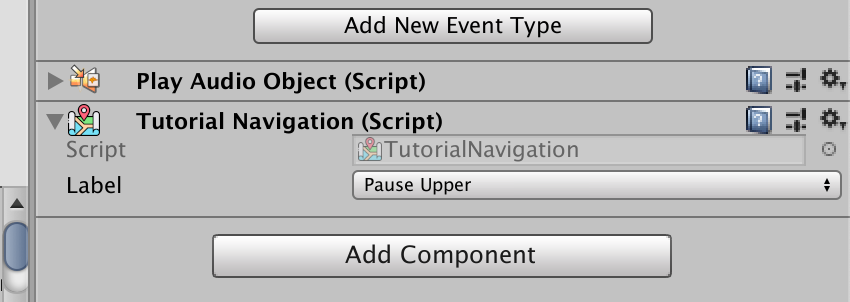 Add New Event Type
Play Audio Object (Script)
Tutorial Navigation (Script)
Script TutorialNavigation
Label Pause Upper
Add Component